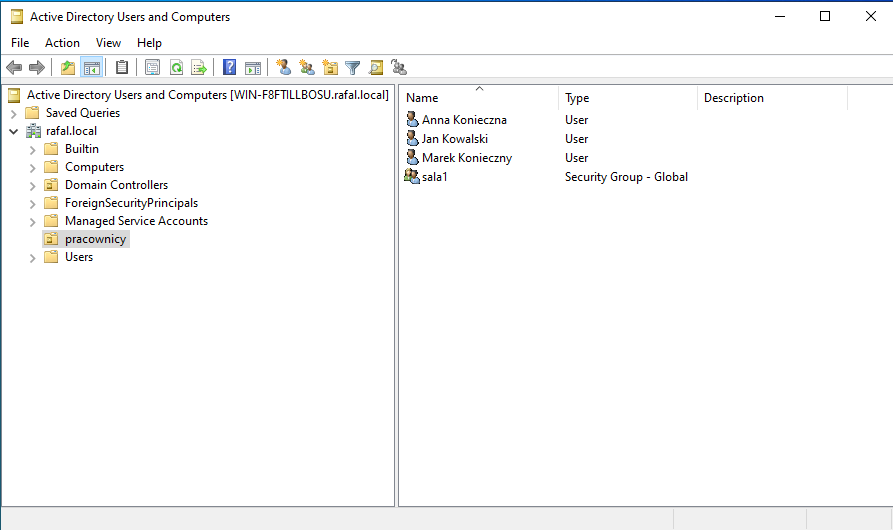 Active Directory Users and Computers
File Action View Help
Active Directory Users and Computers [WIN-F8FTILLBOSU.rafal.local]
Saved Queries
rafal.local
Builtin
Computers
Domain Controllers
ForeignSecurityPrincipals
Managed Service Accounts
pracownicy
Users
Name Type Description
Anna Konieczna User
Jan Kowalski User
Marek Konieczny User
sala1 Security Group - Global